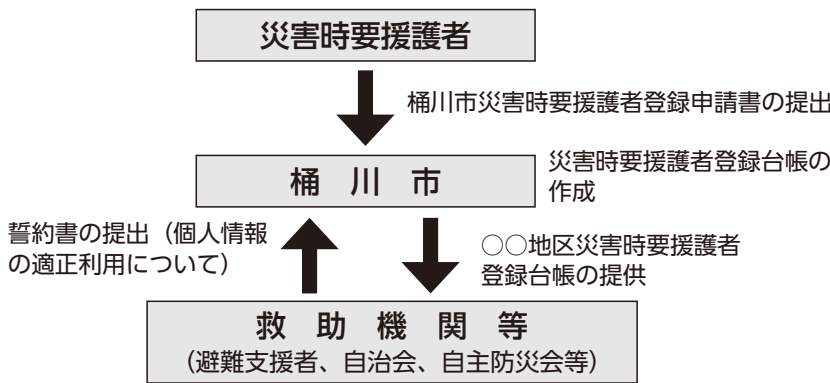 災害時要援護者
桶川市災害時要援護者登録申請書の提出
桶川市
災害時要援護者登録台帳の
作成
誓約書の提出（個人情報
の適正利用について）
○○地区災害時要援護者
登録台帳の提供
救助機関等
（避難支援者、自治会、自主防災会等）